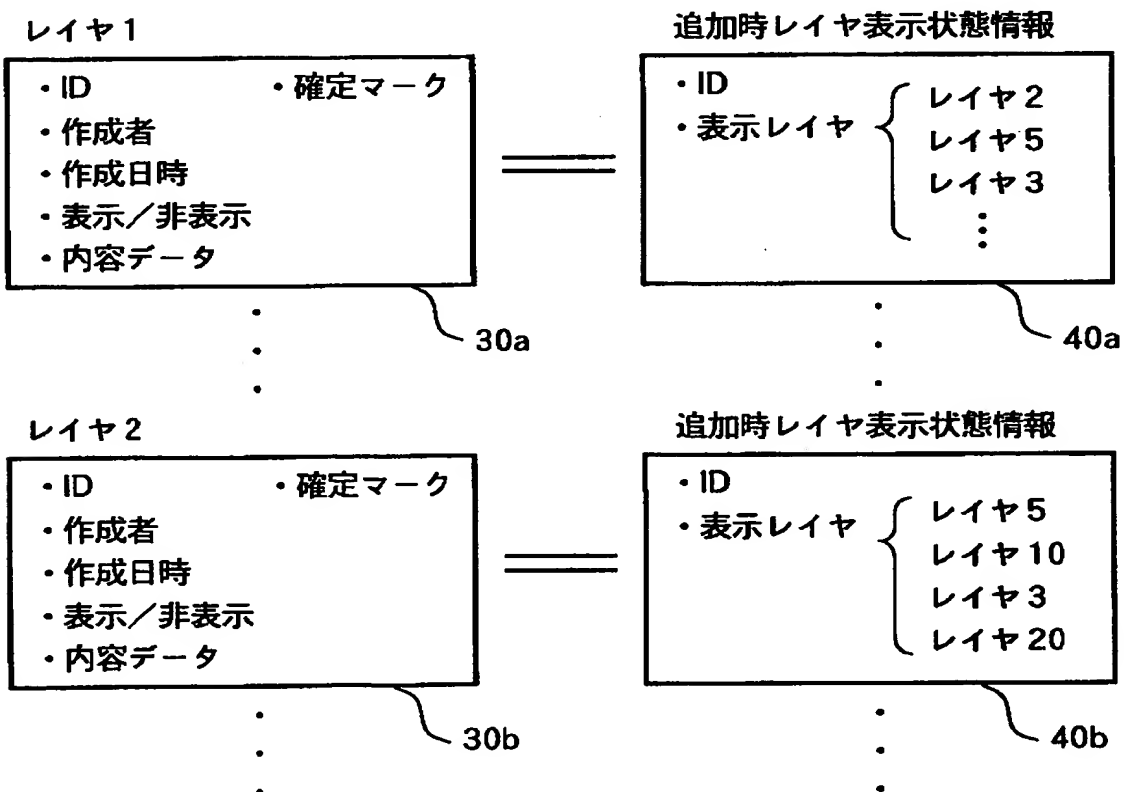 レイヤ1
・ID ・確定マーク
・作成者
・作成日時
・表示／非表示
・内容データ
30a
追加時レイヤ表示状態情報
・ID
・表示レイヤ
レイヤ2
レイヤ5
レイヤ3
40a
レイヤ2
・ID ・確定マーク
・作成者
・作成日時
・表示／非表示
・内容データ
30b
追加時レイヤ表示状態情報
・ID
・表示レイヤ
レイヤ5
レイヤ10
レイヤ3
レイヤ20
40b